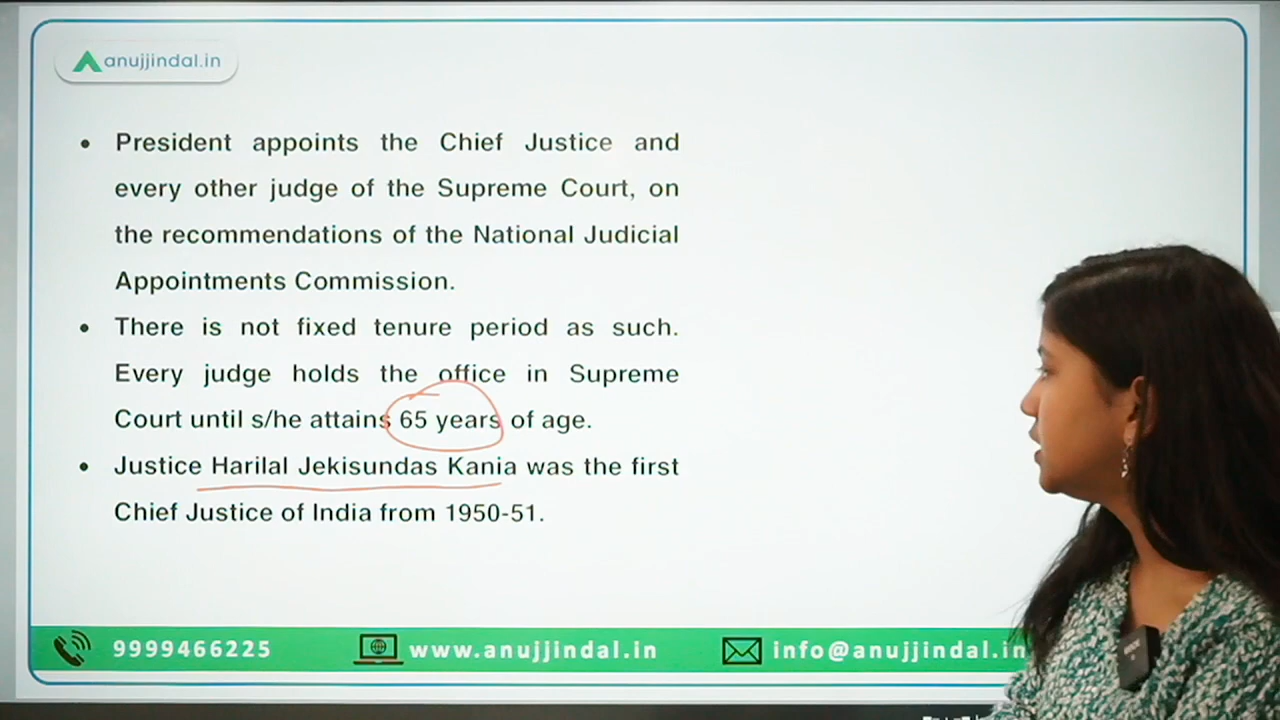 anujjindal.in
• President appoints the Chief Justice and
every other judge of the Supreme Court, on
the recommendations of the National Judicial
Appointments Commission.
• There is not fixed tenure period as such.
Every judge holds the office in Supreme
Court until s/he attains 65 years of age.
• Justice Harilal Jekisundas Kania was the first
Chief Justice of India from 1950-51.
9999466225 www.anujjindal.in info@anujjindal.in